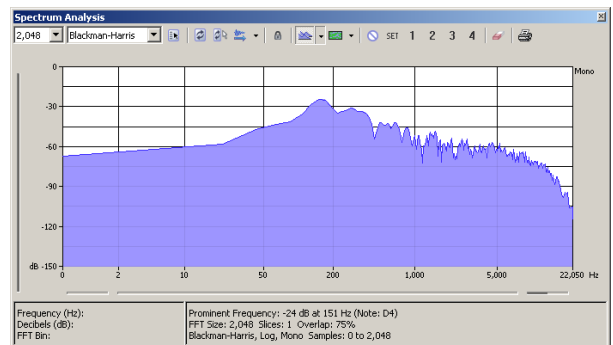 Spectrum Analysis
2,048 Blackman-Harris SET 1 2 3 4
0 Mono
-30
-60
-90
-120
dB -150
0 2 10 50 200 1,000 5,000 22,050 Hz
Frequency (Hz):
Decibels (dB):
FFT Bin:
Prominent Frequency: -24 dB at 151 Hz (Note: D4)
FFT Size: 2,048 Slices: 1 Overlap: 75%
Blackman-Harris, Log, Mono Samples: 0 to 2,048